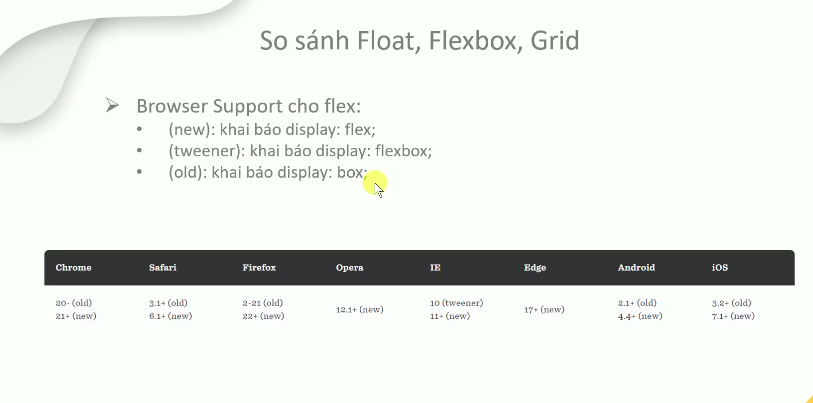 So sánh Float, Flexbox, Grid
Browser Support cho flex:
(new): khai báo display: flex;
(tweener): khai báo display: flexbox;
(old): khai báo display: box;
Chrome Safari Firefox Opera IE Edge Android iOS
20- (old) 3.1+ (old) 2-21 (old) 10 (tweener) 2.1+ (old) 3.2+ (old)
12.1+ (new) 17+ (new)
21+ (new) 6.1+ (new) 22+ (new) 11+ (new) 4.4+ (new) 7.1+ (new)